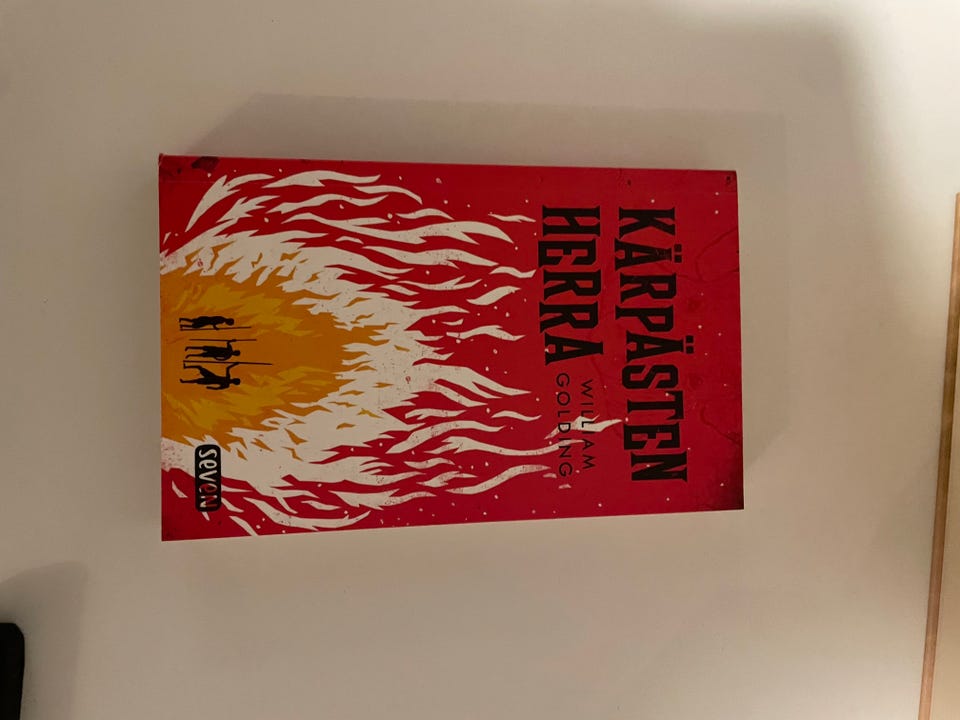 KÄRPÄSTEN
HERRA
WILLIAM
GOLDING
seven